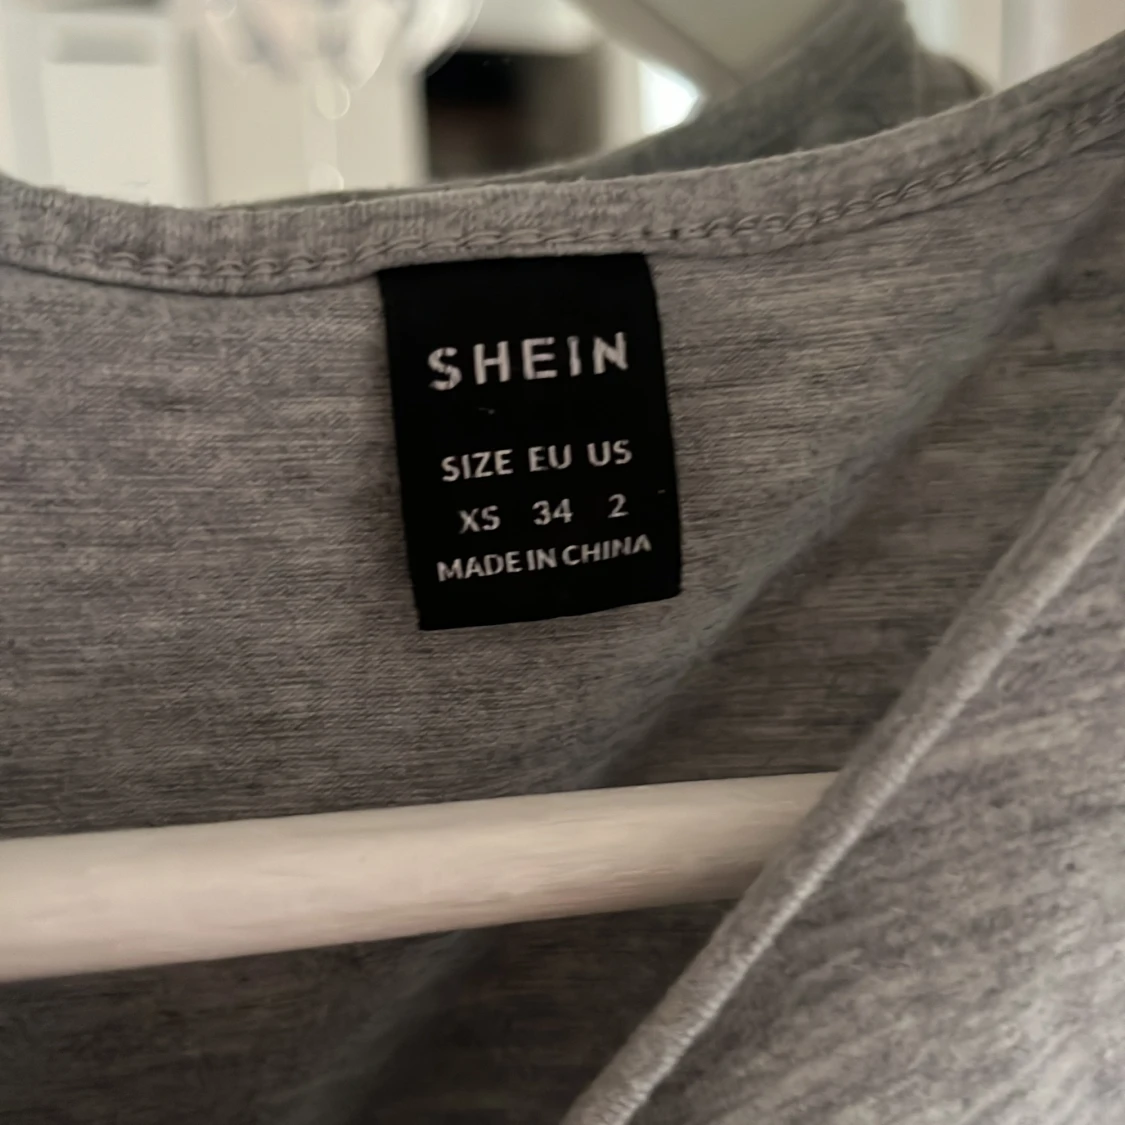 SHEIN
SIZE EU US
XS 34 2
MADE IN CHINA